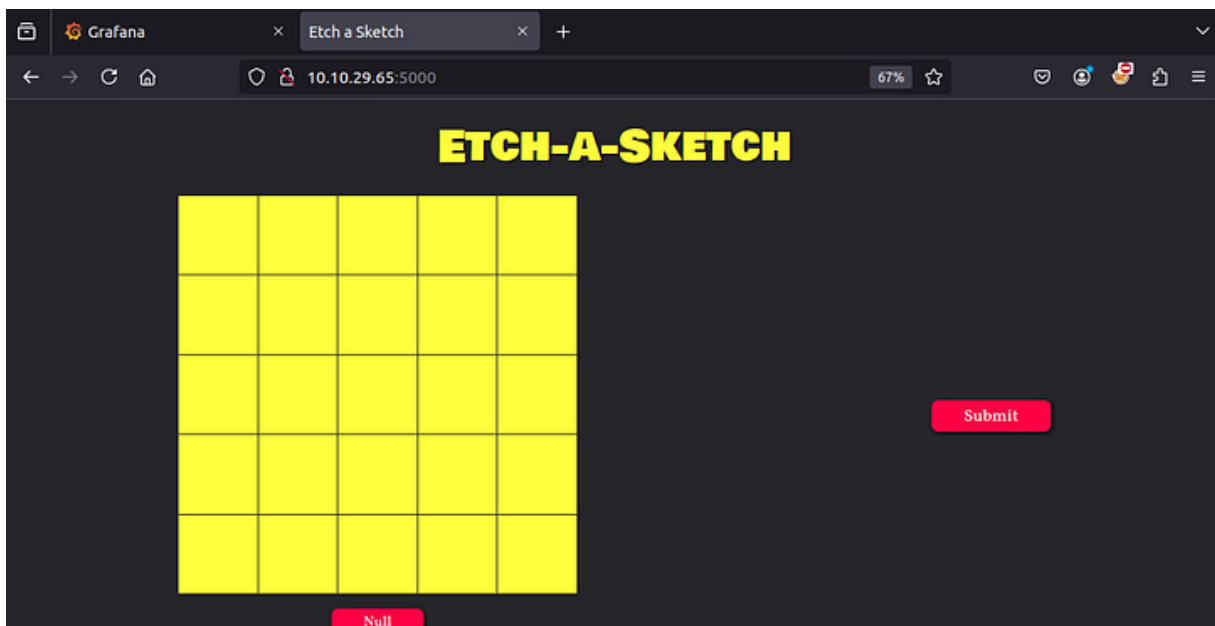 Grafana
Etch a Sketch
10.10.29.65:5000
67%
ETCH-A-SKETCH
Submit
Null